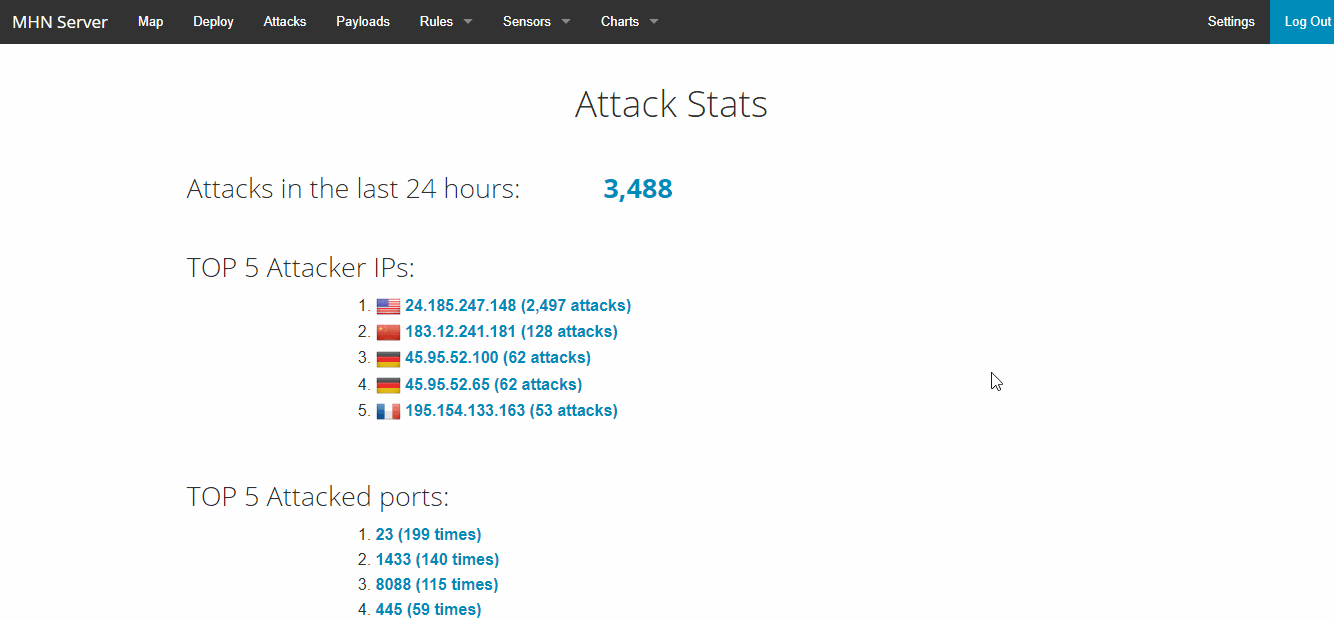 MHN Server Map Deploy Attacks Payloads Rules Sensors Charts Settings Log Out
Attack Stats
Attacks in the last 24 hours: 3,488
TOP 5 Attacker IPs:
1. 24.185.247.148 (2,497 attacks)
2. 183.12.241.181 (128 attacks)
3. 45.95.52.100 (62 attacks)
4. 45.95.52.65 (62 attacks)
5. 195.154.133.163 (53 attacks)
TOP 5 Attacked ports:
1. 23 (199 times)
2. 1433 (140 times)
3. 8088 (115 times)
4. 445 (59 times)